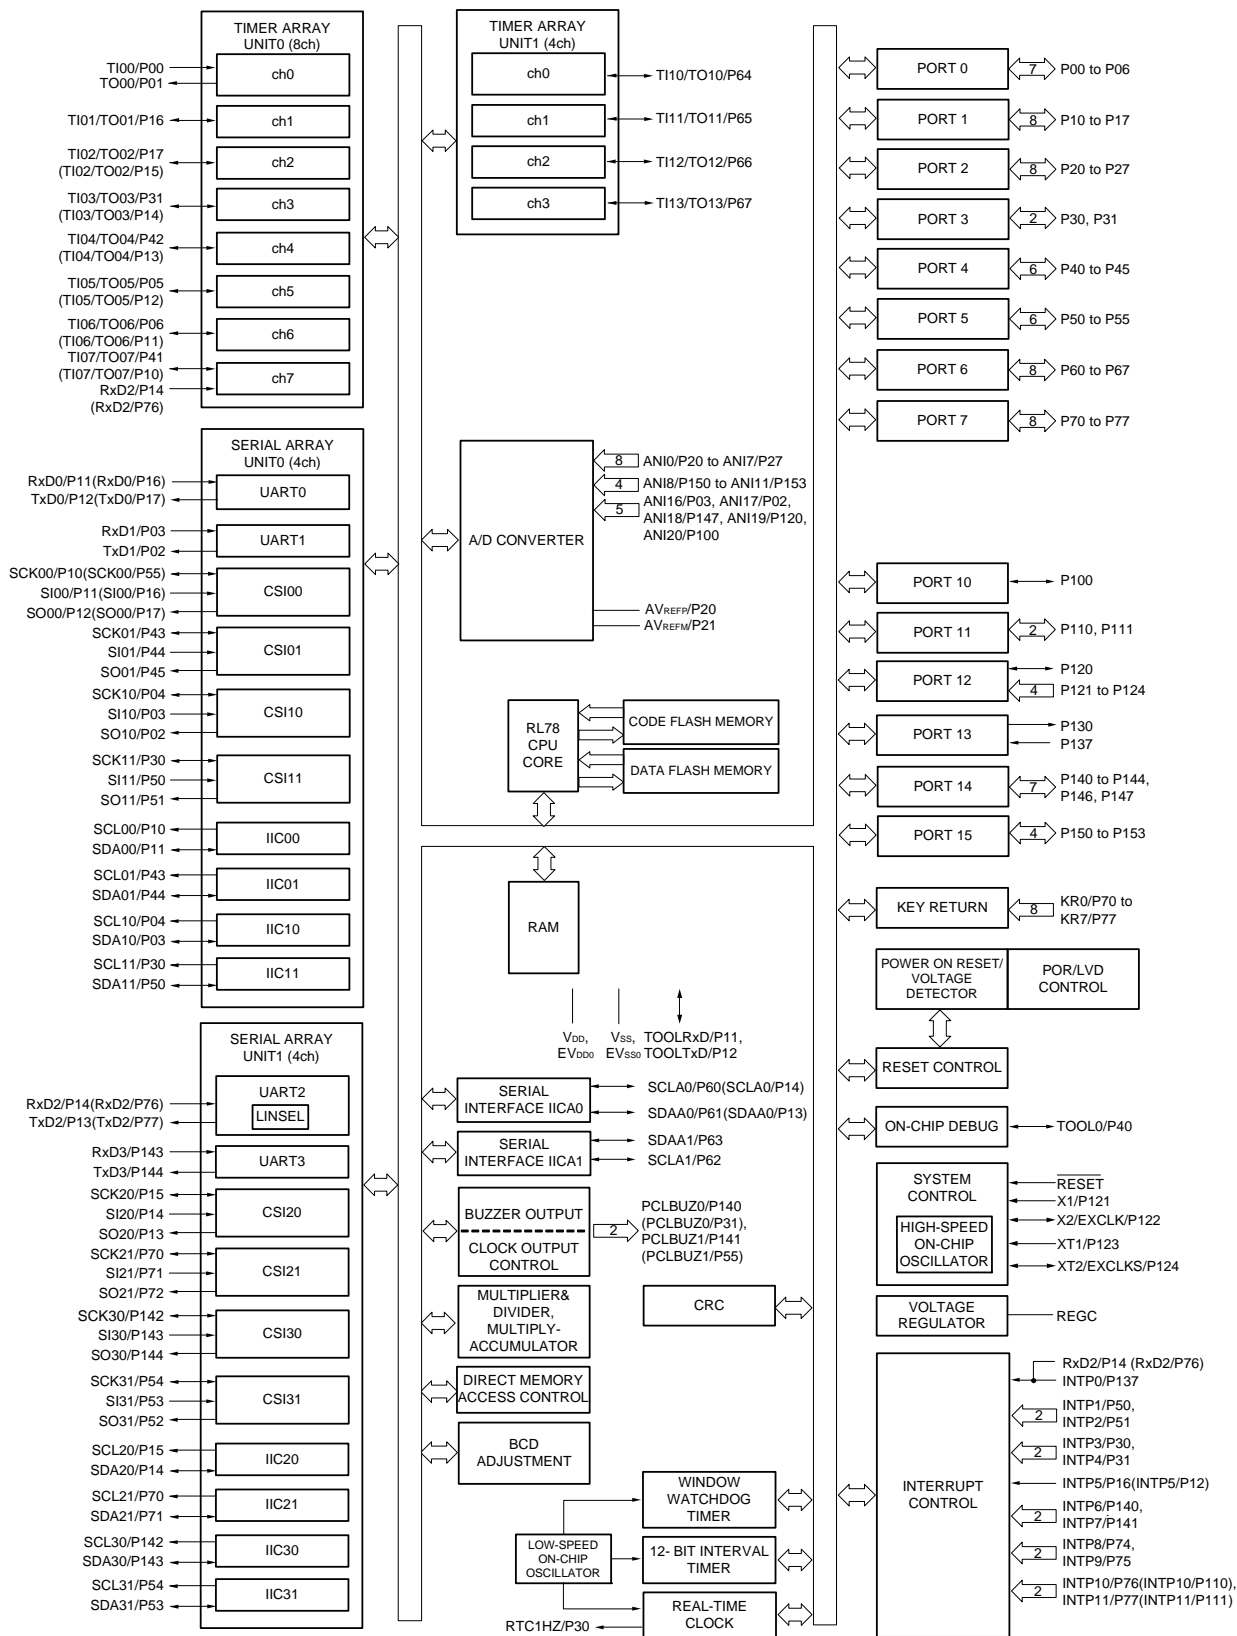 TIMER ARRAY
UNIT0 (8ch)
TI00/P00
TO00/P01
ch0
TI01/TO01/P16
ch1
TI02/TO02/P17
(TI02/TO02/P15)
ch2
TI03/TO03/P31
(TI03/TO03/P14)
ch3
TI04/TO04/P42
(TI04/TO04/P13)
ch4
TI05/TO05/P05
(TI05/TO05/P12)
ch5
TI06/TO06/P06
(TI06/TO06/P11)
ch6
TI07/TO07/P41
(TI07/TO07/P10)
RxD2/P14
(RxD2/P76)
ch7
SERIAL ARRAY
UNIT0 (4ch)
RxD0/P11(RxD0/P16)
TxD0/P12(TxD0/P17)
UART0
RxD1/P03
TxD1/P02
UART1
SCK00/P10(SCK00/P55)
SI00/P11(SI00/P16)
SO00/P12(SO00/P17)
CSI00
SCK01/P43
SI01/P44
SO01/P45
CSI01
SCK10/P04
SI10/P03
SO10/P02
CSI10
SCK11/P30
SI11/P50
SO11/P51
CSI11
SCL00/P10
SDA00/P11
IIC00
SCL01/P43
SDA01/P44
IIC01
SCL10/P04
SDA10/P03
IIC10
SCL11/P30
SDA11/P50
IIC11
SERIAL ARRAY
UNIT1 (4ch)
UART2
LINSEL
RxD2/P14(RxD2/P76)
TxD2/P13(TxD2/P77)
RxD3/P143
TxD3/P144
UART3
SCK20/P15
SI20/P14
SO20/P13
CSI20
SCK21/P70
SI21/P71
SO21/P72
CSI21
SCK30/P142
SI30/P143
SO30/P144
CSI30
SCK31/P54
SI31/P53
SO31/P52
CSI31
SCL20/P15
SDA20/P14
IIC20
SCL21/P70
SDA21/P71
IIC21
SCL30/P142
SDA30/P143
IIC30
SCL31/P54
SDA31/P53
IIC31
TIMER ARRAY
UNIT1 (4ch)
ch0
TI10/TO10/P64
ch1
TI11/TO11/P65
ch2
TI12/TO12/P66
ch3
TI13/TO13/P67
A/D CONVERTER
8
ANI0/P20 to ANI7/P27
4
ANI8/P150 to ANI11/P153
5
ANI16/P03, ANI17/P02,
ANI18/P147, ANI19/P120,
ANI20/P100
AVREFP/P20
AVREFM/P21
RL78
CPU
CORE
CODE FLASH MEMORY
DATA FLASH MEMORY
RAM
VDD,
EVDD0
VSS,
EVSS0
TOOLRxD/P11,
TOOLTxD/P12
SERIAL
INTERFACE IICA0
SCLA0/P60(SCLA0/P14)
SDAA0/P61(SDAA0/P13)
SERIAL
INTERFACE IICA1
SDAA1/P63
SCLA1/P62
BUZZER OUTPUT
CLOCK OUTPUT
CONTROL
2
PCLBUZ0/P140
(PCLBUZ0/P31),
PCLBUZ1/P141
(PCLBUZ1/P55)
MULTIPLIER&
DIVIDER,
MULTIPLY-
ACCUMULATOR
CRC
DIRECT MEMORY
ACCESS CONTROL
BCD
ADJUSTMENT
LOW-SPEED
ON-CHIP
OSCILLATOR
WINDOW
WATCHDOG
TIMER
12- BIT INTERVAL
TIMER
REAL-TIME
CLOCK
RTC1HZ/P30
PORT 0
7
P00 to P06
PORT 1
8
P10 to P17
PORT 2
8
P20 to P27
PORT 3
2
P30, P31
PORT 4
6
P40 to P45
PORT 5
6
P50 to P55
PORT 6
8
P60 to P67
PORT 7
8
P70 to P77
PORT 10
P100
PORT 11
2
P110, P111
PORT 12
P120
4
P121 to P124
PORT 13
P130
P137
PORT 14
7
P140 to P144,
P146, P147
PORT 15
4
P150 to P153
KEY RETURN
8
KR0/P70 to
KR7/P77
POWER ON RESET/
VOLTAGE
DETECTOR
POR/LVD
CONTROL
RESET CONTROL
ON-CHIP DEBUG
TOOL0/P40
SYSTEM
CONTROL
HIGH-SPEED
ON-CHIP
OSCILLATOR
RESET
X1/P121
X2/EXCLK/P122
XT1/P123
XT2/EXCLKS/P124
VOLTAGE
REGULATOR
REGC
INTERRUPT
CONTROL
RxD2/P14 (RxD2/P76)
INTP0/P137
2
INTP1/P50,
INTP2/P51
2
INTP3/P30,
INTP4/P31
INTP5/P16(INTP5/P12)
2
INTP6/P140,
INTP7/P141
2
INTP8/P74,
INTP9/P75
2
INTP10/P76(INTP10/P110),
INTP11/P77(INTP11/P111)